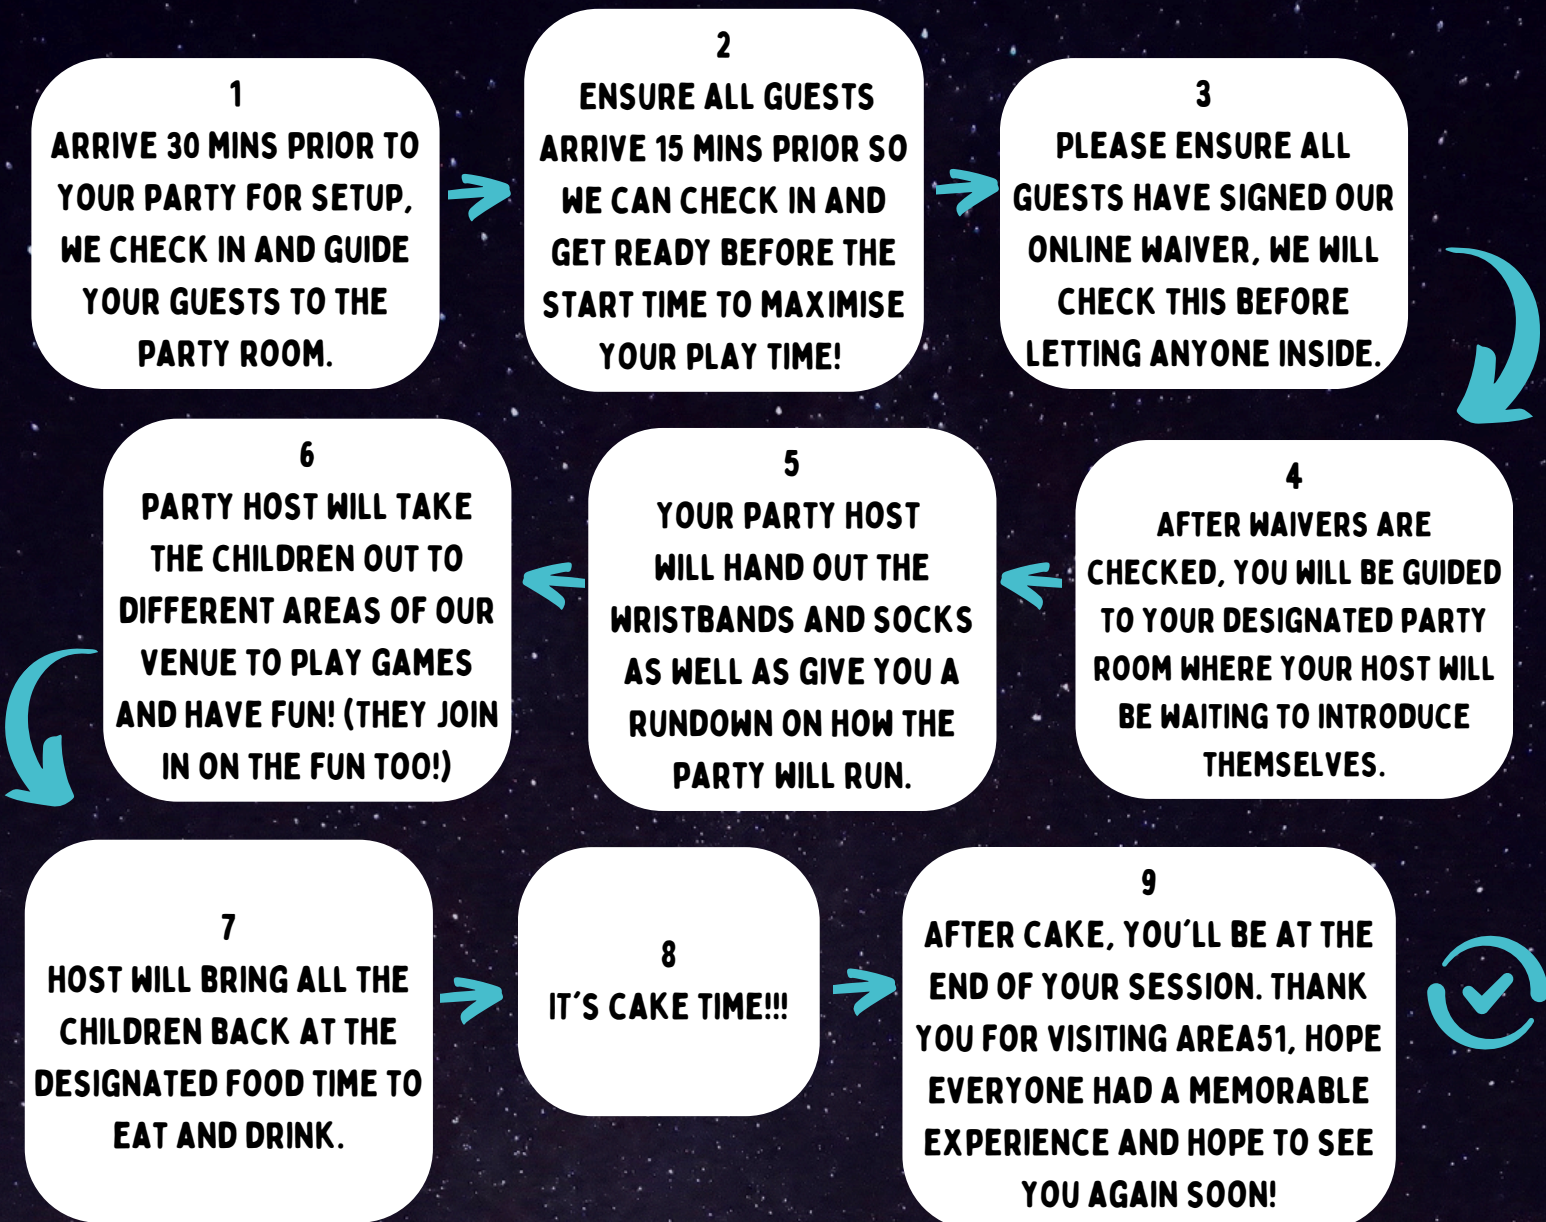 1
ARRIVE 30 MINS PRIOR TO
YOUR PARTY FOR SETUP,
WE CHECK IN AND GUIDE
YOUR GUESTS TO THE
PARTY ROOM.
2
ENSURE ALL GUESTS
ARRIVE 15 MINS PRIOR SO
WE CAN CHECK IN AND
GET READY BEFORE THE
START TIME TO MAXIMISE
YOUR PLAY TIME!
3
PLEASE ENSURE ALL
GUESTS HAVE SIGNED OUR
ONLINE WAIVER, WE WILL
CHECK THIS BEFORE
LETTING ANYONE INSIDE.
4
AFTER WAIVERS ARE
CHECKED, YOU WILL BE GUIDED
TO YOUR DESIGNATED PARTY
ROOM WHERE YOUR HOST WILL
BE WAITING TO INTRODUCE
THEMSELVES.
5
YOUR PARTY HOST
WILL HAND OUT THE
WRISTBANDS AND SOCKS
AS WELL AS GIVE YOU A
RUNDOWN ON HOW THE
PARTY WILL RUN.
6
PARTY HOST WILL TAKE
THE CHILDREN OUT TO
DIFFERENT AREAS OF OUR
VENUE TO PLAY GAMES
AND HAVE FUN! (THEY JOIN
IN ON THE FUN TOO!)
7
HOST WILL BRING ALL THE
CHILDREN BACK AT THE
DESIGNATED FOOD TIME TO
EAT AND DRINK.
8
IT'S CAKE TIME!!!
9
AFTER CAKE, YOU'LL BE AT THE
END OF YOUR SESSION. THANK
YOU FOR VISITING AREA51, HOPE
EVERYONE HAD A MEMORABLE
EXPERIENCE AND HOPE TO SEE
YOU AGAIN SOON!